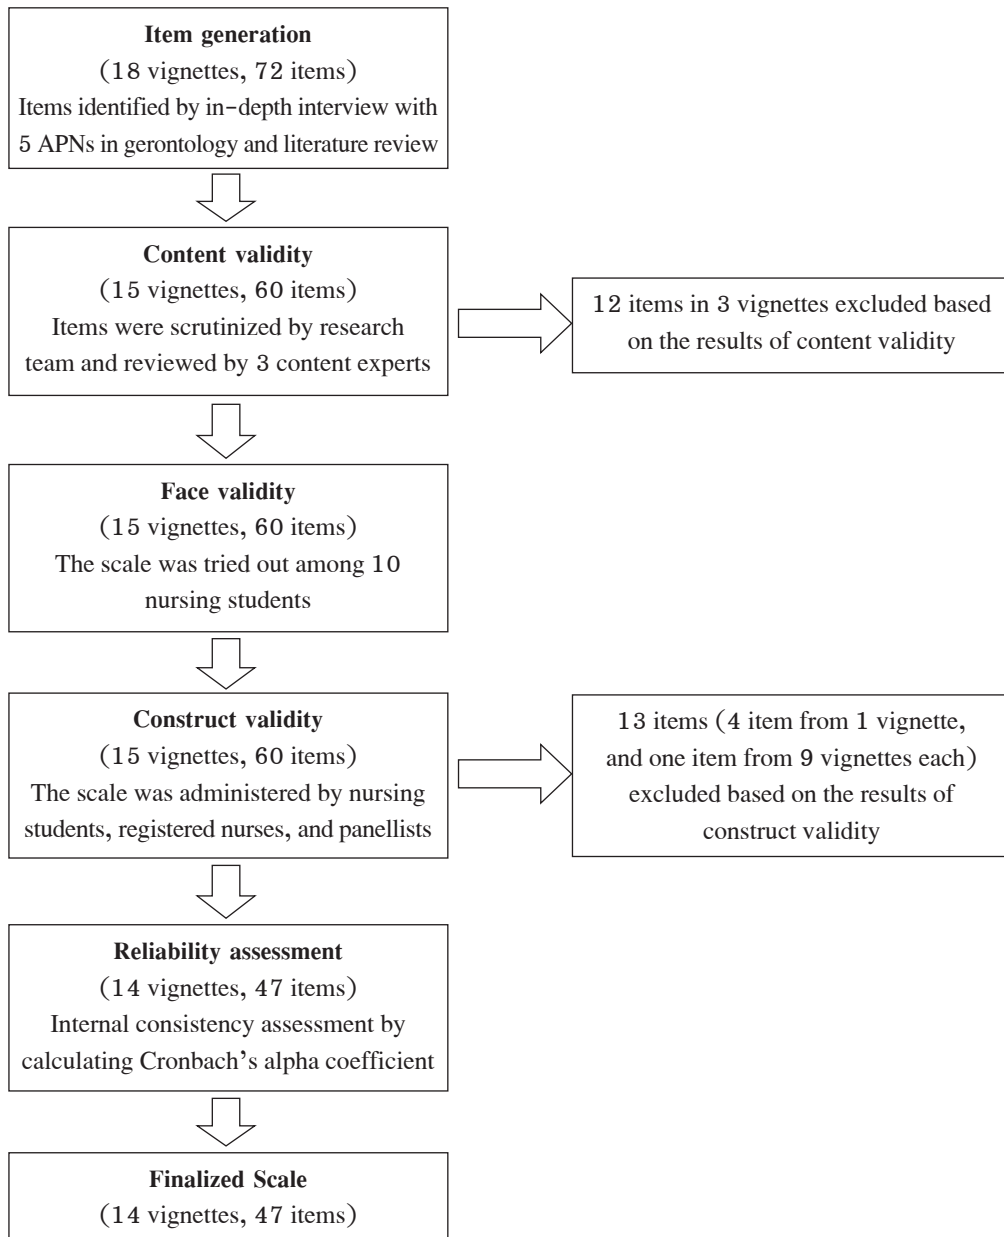 Item generation
(18 vignettes, 72 items)
Items identified by in-depth interview with
5 APNs in gerontology and literature review
Content validity
(15 vignettes, 60 items)
Items were scrutinized by research
team and reviewed by 3 content experts
12 items in 3 vignettes excluded based
on the results of content validity
Face validity
(15 vignettes, 60 items)
The scale was tried out among 10
nursing students
Construct validity
(15 vignettes, 60 items)
The scale was administered by nursing
students, registered nurses, and panellists
13 items (4 item from 1 vignette,
and one item from 9 vignettes each)
excluded based on the results of
construct validity
Reliability assessment
(14 vignettes, 47 items)
Internal consistency assessment by
calculating Cronbach's alpha coefficient
Finalized Scale
(14 vignettes, 47 items)